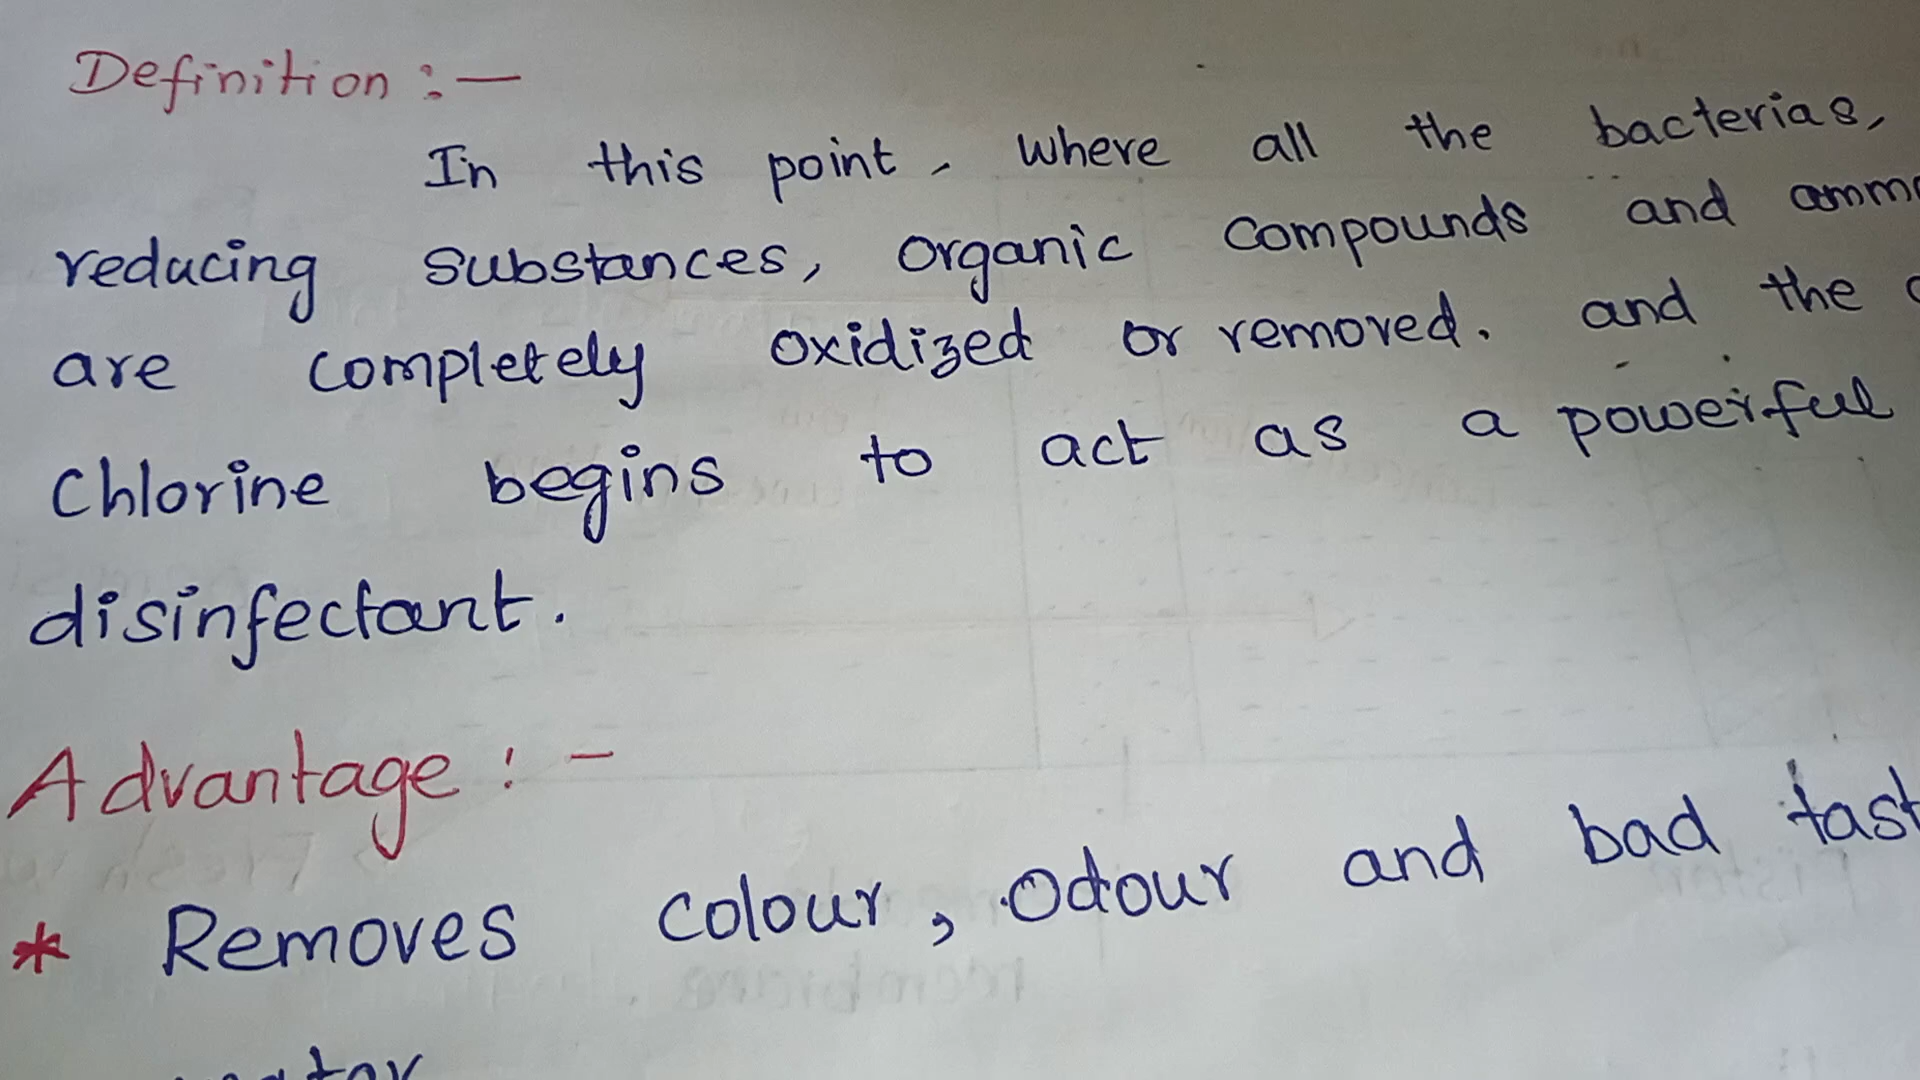 Definition :-
In this point, where all the bacterias,
reducing substances, organic compounds and
are completely oxidized or removed. and the
Chlorine begins to act as a powerful
disinfectant.
Advantage : -
* Removes colour, Odour and bad